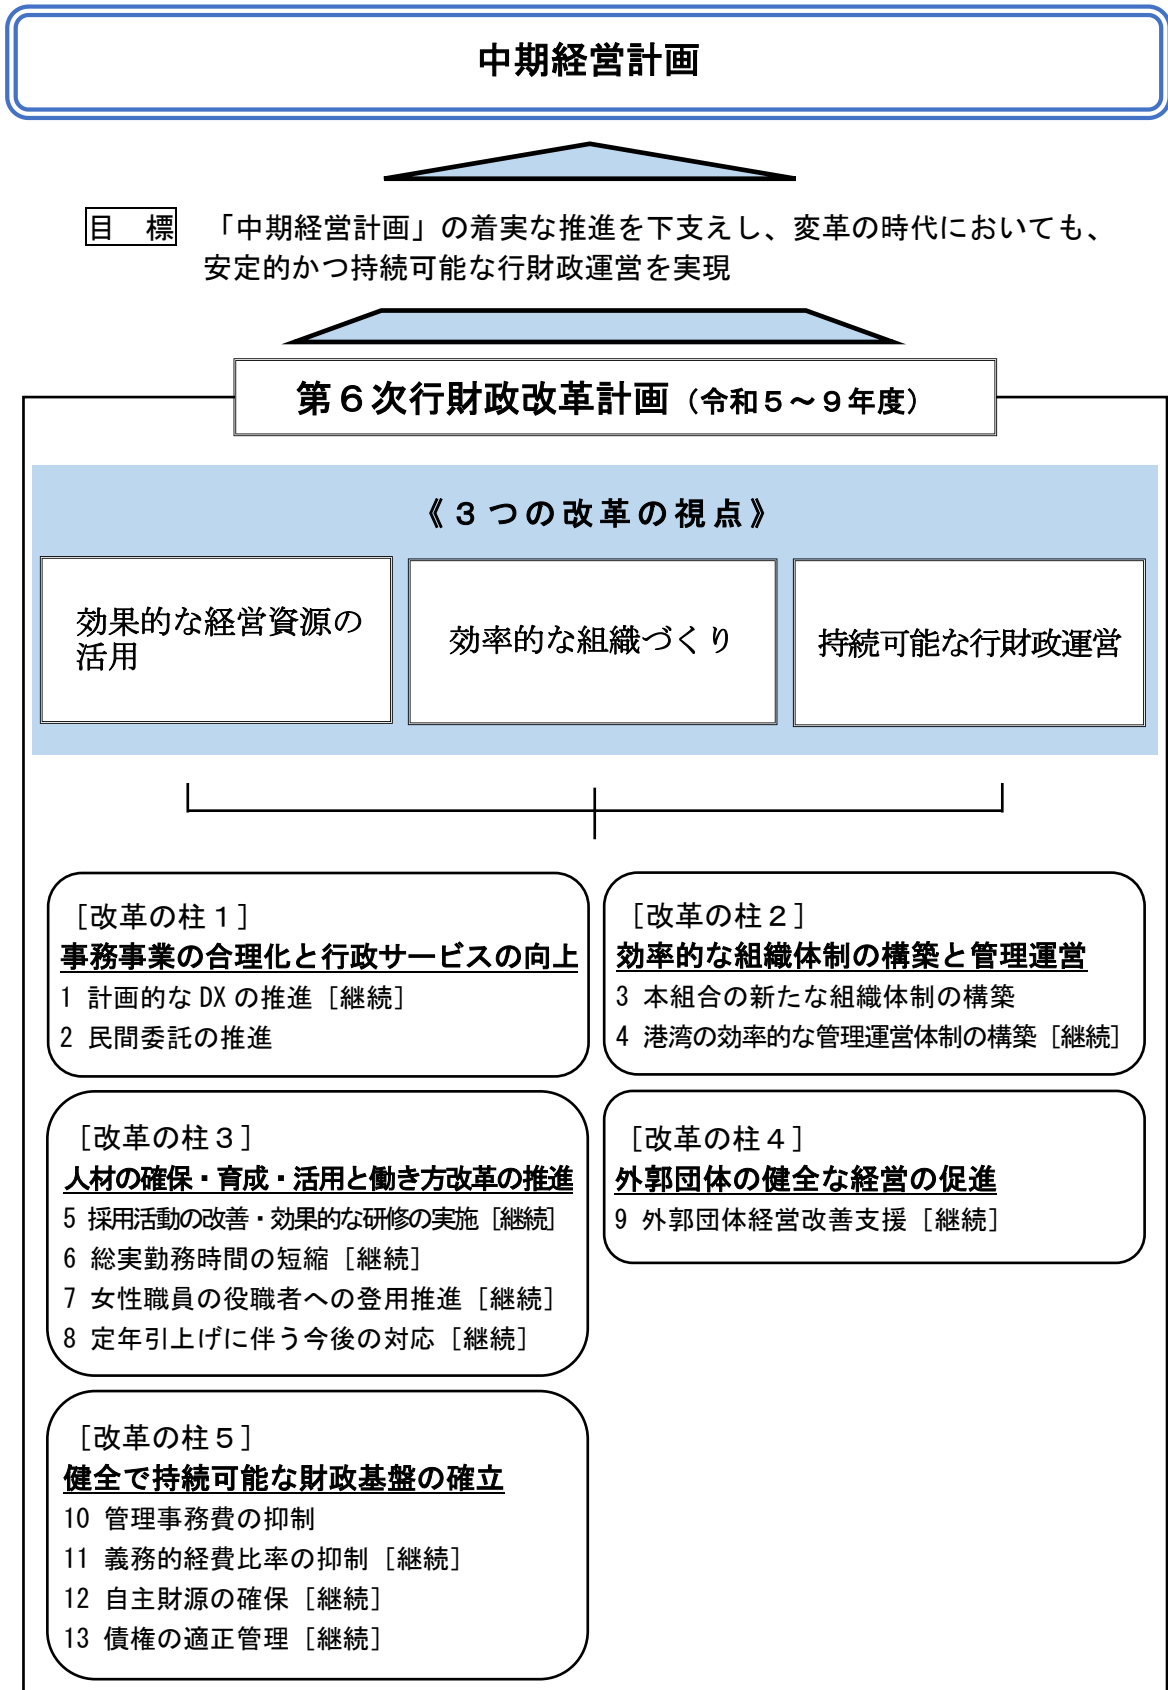 中期経営計画
目　標　「中期経営計画」の着実な推進を下支えし、変革の時代においても、
安定的かつ持続可能な行財政運営を実現
第６次行財政改革計画（令和５～９年度）
《３つの改革の視点》
効果的な経営資源の
活用
効率的な組織づくり
持続可能な行財政運営
［改革の柱１］
事務事業の合理化と行政サービスの向上
1 計画的な DX の推進［継続］
2 民間委託の推進
［改革の柱２］
効率的な組織体制の構築と管理運営
3 本組合の新たな組織体制の構築
4 港湾の効率的な管理運営体制の構築［継続］
［改革の柱３］
人材の確保・育成・活用と働き方改革の推進
5 採用活動の改善・効果的な研修の実施［継続］
6 総実勤務時間の短縮［継続］
7 女性職員の役職者への登用推進［継続］
8 定年引上げに伴う今後の対応［継続］
［改革の柱４］
外郭団体の健全な経営の促進
9 外郭団体経営改善支援［継続］
［改革の柱５］
健全で持続可能な財政基盤の確立
10 管理事務費の抑制
11 義務的経費比率の抑制［継続］
12 自主財源の確保［継続］
13 債権の適正管理［継続］